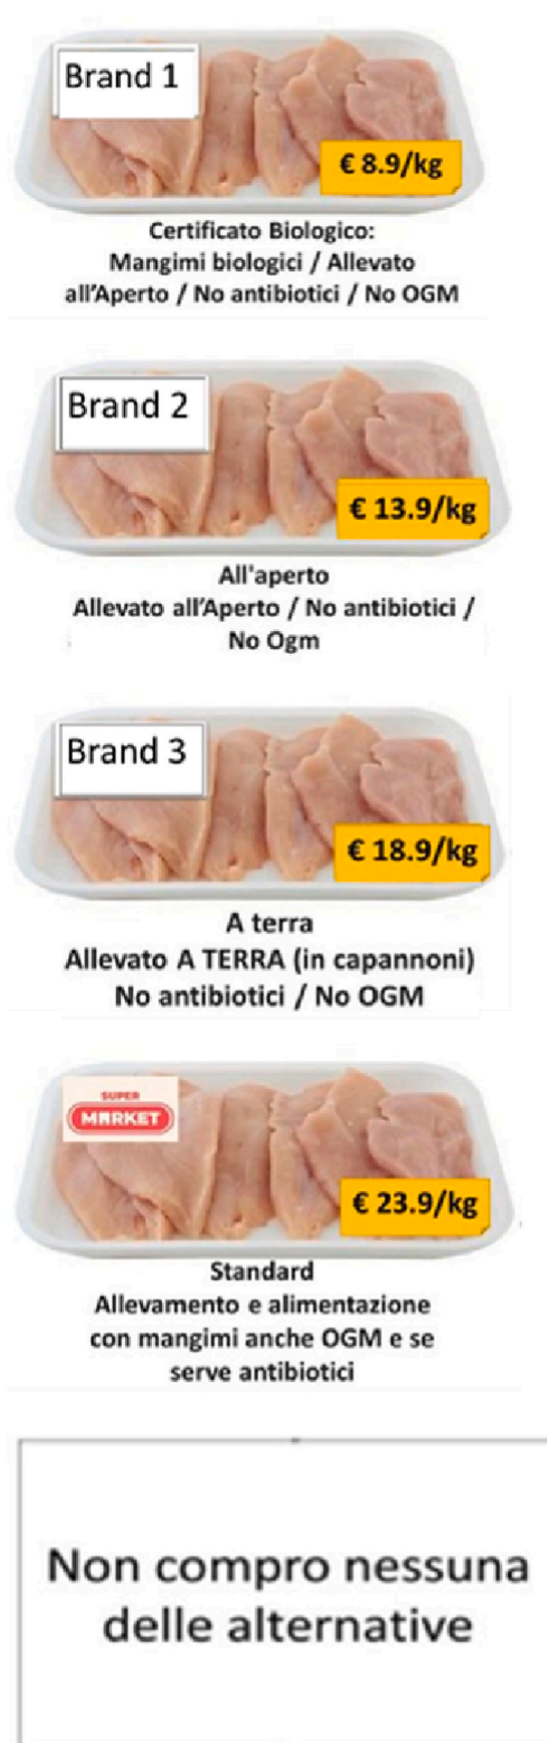 Brand 1
€ 8.9/kg
Certificato Biologico:
Mangimi biologici / Allevato
all'Aperto / No antibiotici / No OGM
Brand 2
€ 13.9/kg
All'aperto
Allevato all'Aperto / No antibiotici /
No Ogm
Brand 3
€ 18.9/kg
A terra
Allevato A TERRA (in capannoni)
No antibiotici / No OGM
SUPER
MARKET
€ 23.9/kg
Standard
Allevamento e alimentazione
con mangimi anche OGM e se
serve antibiotici
Non compro nessuna
delle alternative